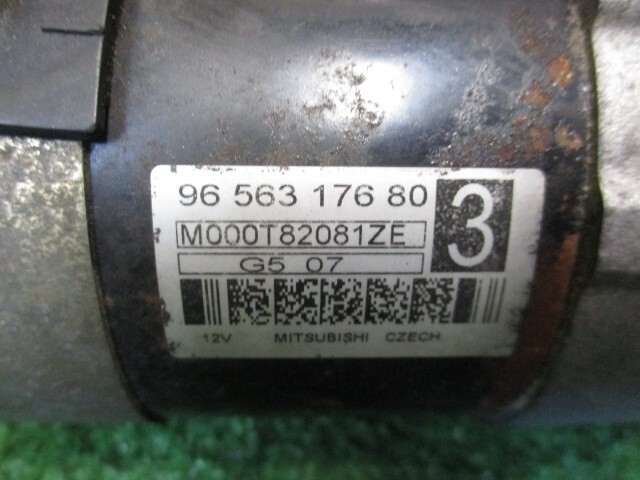 96 563 176 80
3
M000T82081ZE
G5 07
12V MITSUBISHI CZECH